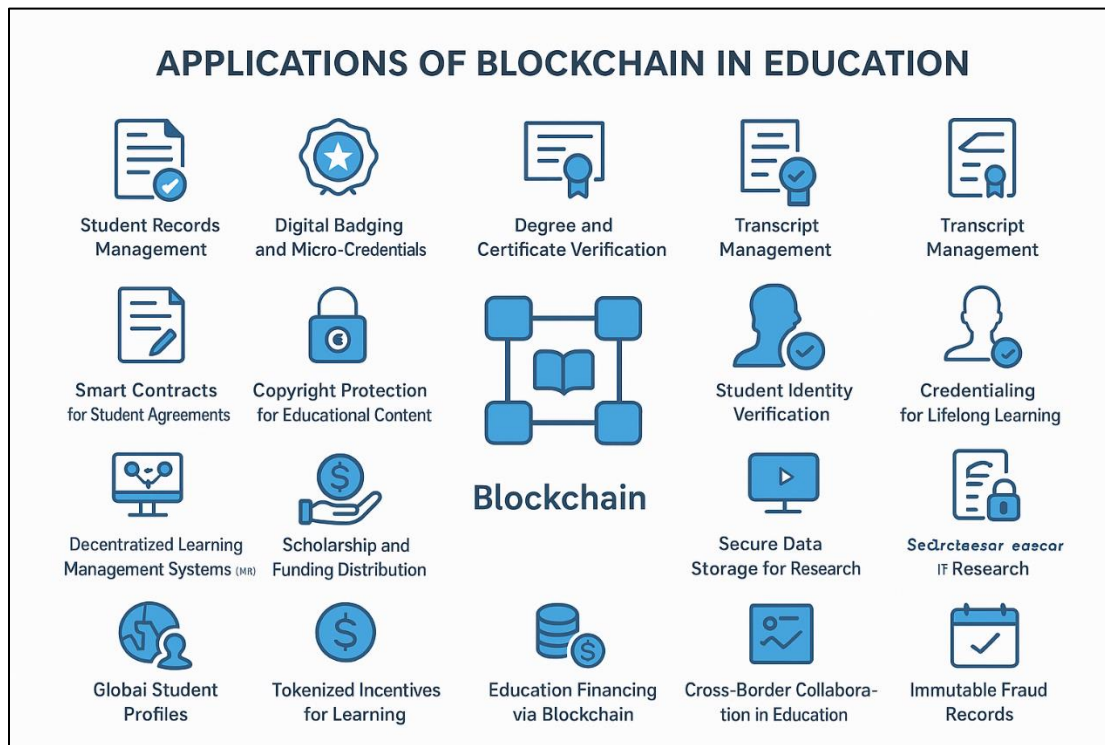 APPLICATIONS OF BLOCKCHAIN IN EDUCATION
Student Records
Management
Digital Badging
and Micro-Credentials
Degree and
Certificate Verification
Transcript
Management
Transcript
Management
Smart Contracts
for Student Agreements
Copyright Protection
for Educational Content
Student Identity
Verification
Credentialing
for Lifelong Learning
Blockchain
Decentratized Learning
Management Systems (MR)
Scholarship and
Funding Distribution
Secure Data
Storage for Research
Research
Globai Student
Profiles
Tokenized Incentives
for Learning
Education Financing
via Blockchain
Cross-Border Collabora-
tion in Education
Immutable Fraud
Records